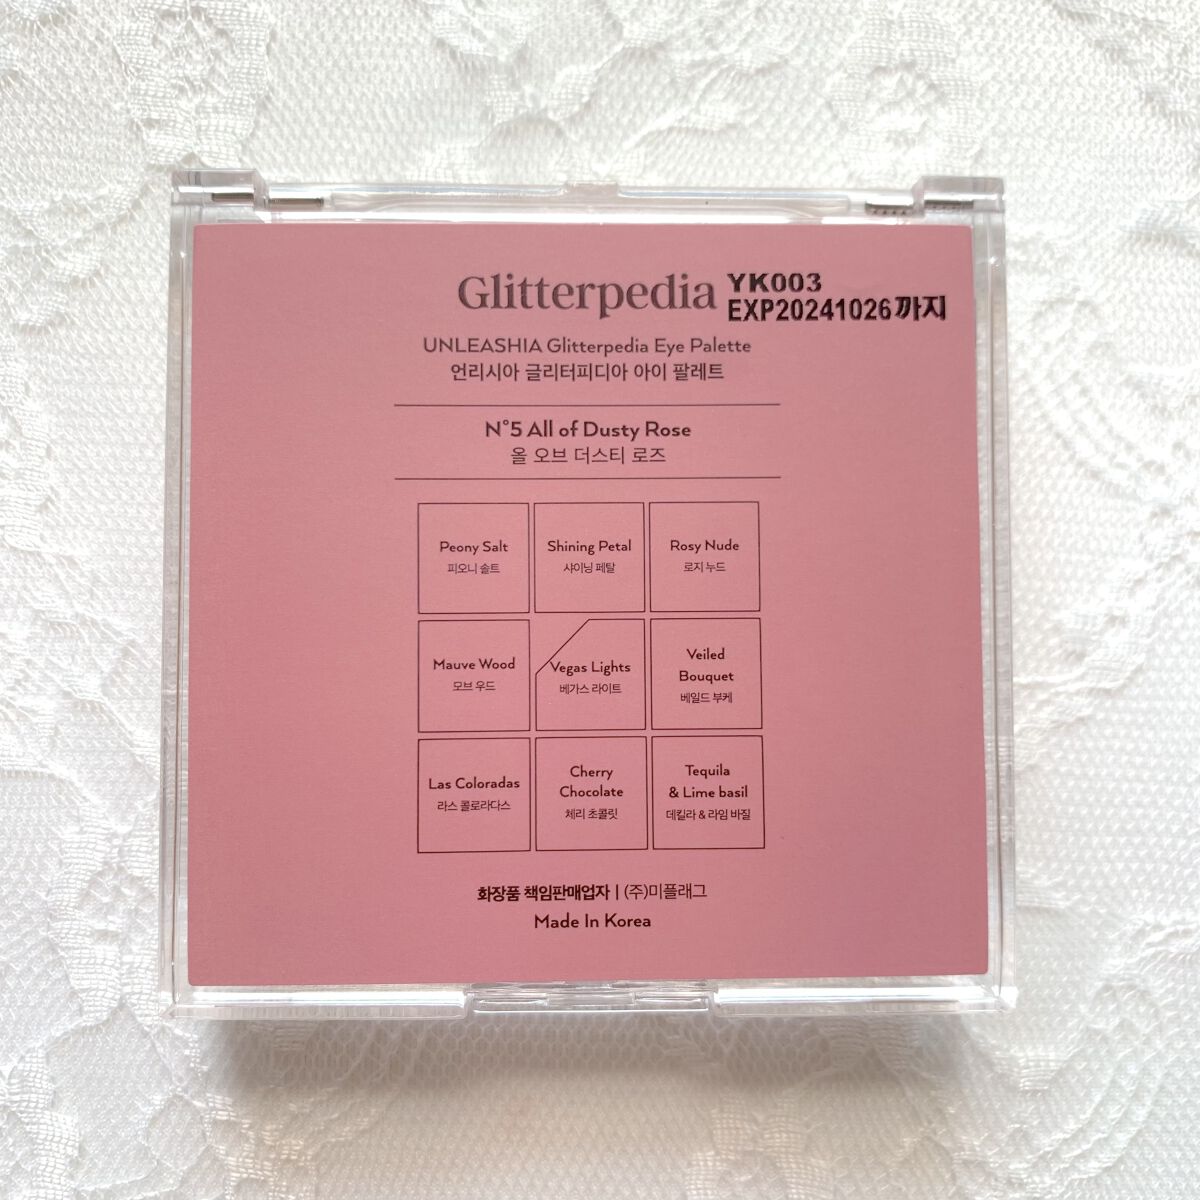 Glitterpedia
YK003
EXP20241026까지
UNLEASHIA Glitterpedia Eye Palette
언리시아 글리터피디아 아이 팔레트
N°5 All of Dusty Rose
올 오브 더스티 로즈
Peony Salt
피오니 솔트
Shining Petal
샤이닝 페탈
Rosy Nude
로지 누드
Mauve Wood
모브 우드
Vegas Lights
베가스 라이트
Veiled
Bouquet
베일드 부케
Las Coloradas
라스 콜로라다스
Cherry
Chocolate
체리 초콜릿
Tequila
& Lime basil
데킬라 & 라임 바질
화장품 책임판매업자 | (주)미플래그
Made In Korea